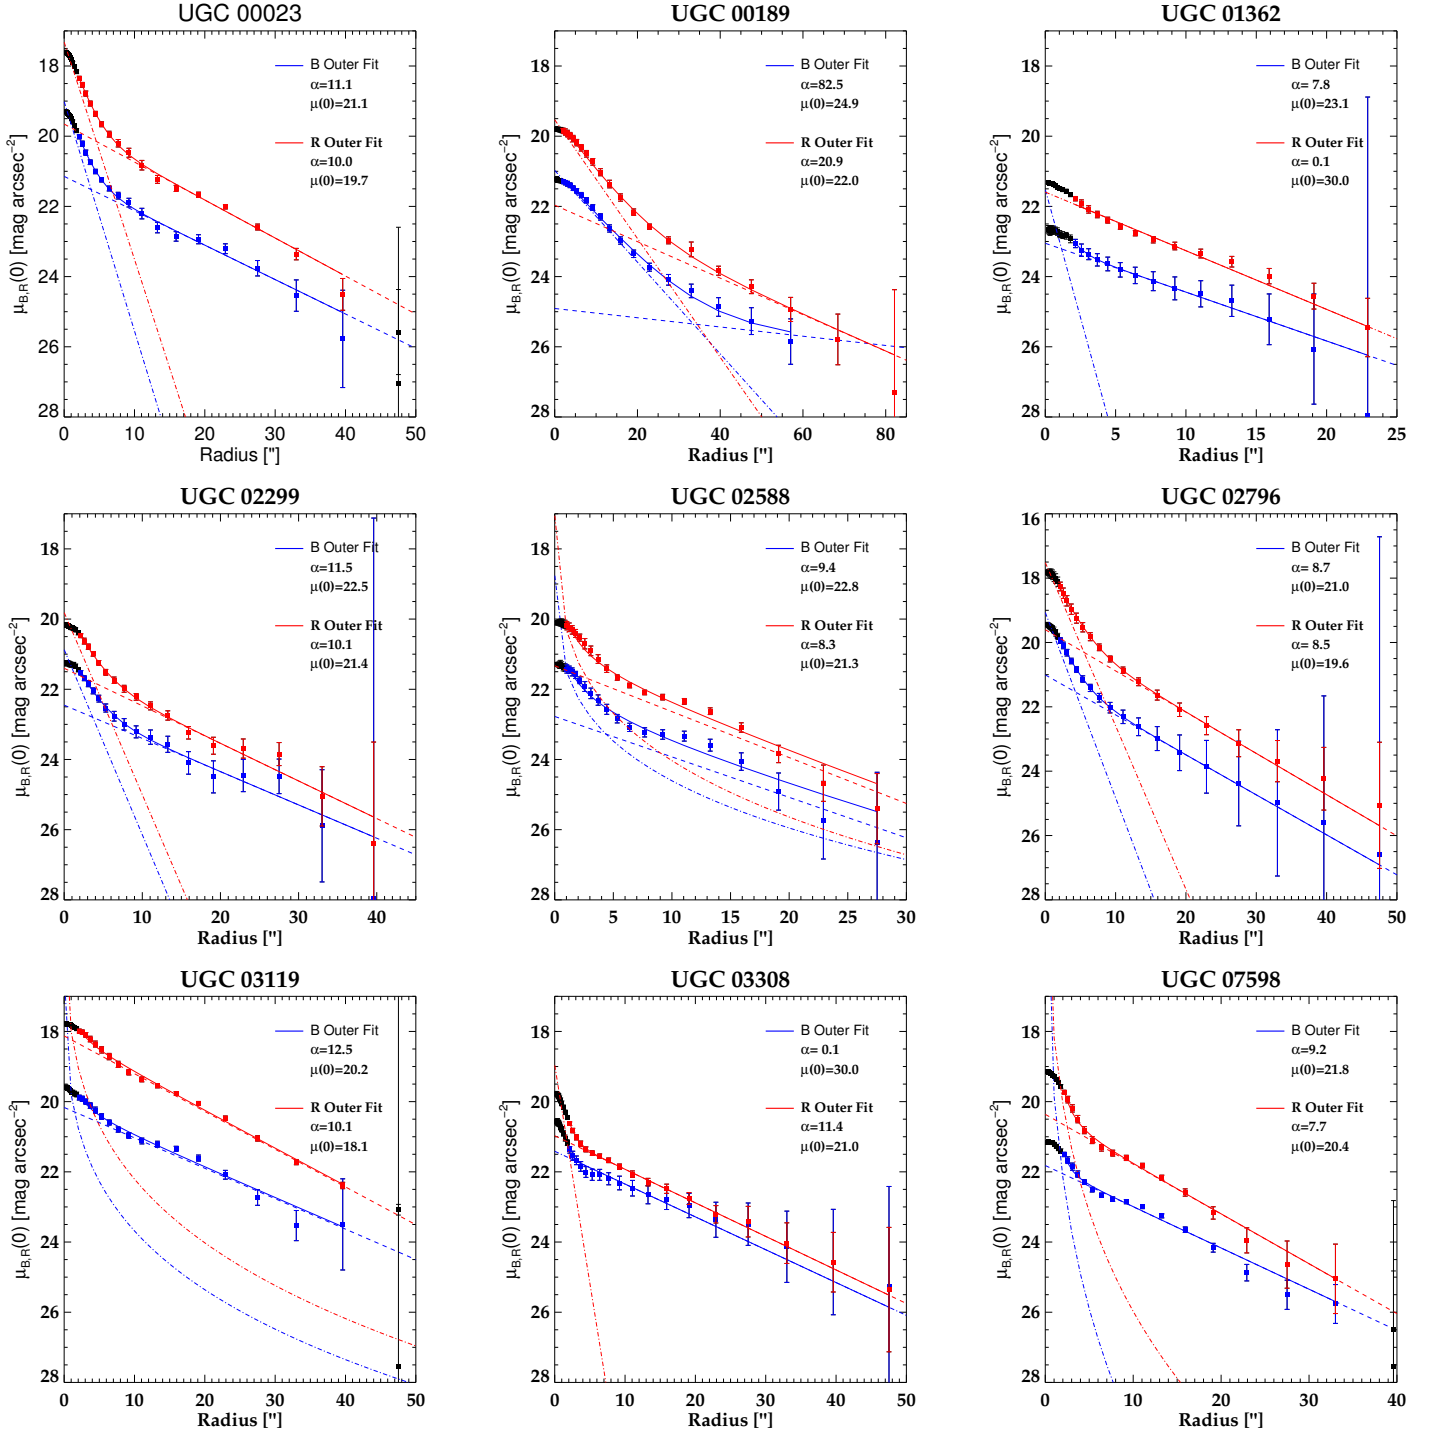 UGC 00023
18
20
22
24
26
28
μB,R(0) [mag arcsec−2]
B Outer Fit
α=11.1
μ(0)=21.1
R Outer Fit
α=10.0
μ(0)=19.7
0 10 20 30 40 50
Radius ["]
UGC 00189
18
20
22
24
26
28
μB,R(0) [mag arcsec−2]
B Outer Fit
α=82.5
μ(0)=24.9
R Outer Fit
α=20.9
μ(0)=22.0
0 20 40 60 80
Radius ["]
UGC 01362
18
20
22
24
26
28
μB,R(0) [mag arcsec−2]
B Outer Fit
α= 7.8
μ(0)=23.1
R Outer Fit
α= 0.1
μ(0)=30.0
0 5 10 15 20 25
Radius ["]
UGC 02299
18
20
22
24
26
28
μB,R(0) [mag arcsec−2]
B Outer Fit
α=11.5
μ(0)=22.5
R Outer Fit
α=10.1
μ(0)=21.4
0 10 20 30 40
Radius ["]
UGC 02588
18
20
22
24
26
28
μB,R(0) [mag arcsec−2]
B Outer Fit
α=9.4
μ(0)=22.8
R Outer Fit
α=8.3
μ(0)=21.3
0 5 10 15 20 25 30
Radius ["]
UGC 02796
16
18
20
22
24
26
28
μB,R(0) [mag arcsec−2]
B Outer Fit
α= 8.7
μ(0)=21.0
R Outer Fit
α= 8.5
μ(0)=19.6
0 10 20 30 40 50
Radius ["]
UGC 03119
18
20
22
24
26
28
μB,R(0) [mag arcsec−2]
B Outer Fit
α=12.5
μ(0)=20.2
R Outer Fit
α=10.1
μ(0)=18.1
0 10 20 30 40 50
Radius ["]
UGC 03308
18
20
22
24
26
28
μB,R(0) [mag arcsec−2]
B Outer Fit
α= 0.1
μ(0)=30.0
R Outer Fit
α=11.4
μ(0)=21.0
0 10 20 30 40 50
Radius ["]
UGC 07598
18
20
22
24
26
28
μB,R(0) [mag arcsec−2]
B Outer Fit
α=9.2
μ(0)=21.8
R Outer Fit
α=7.7
μ(0)=20.4
0 10 20 30 40
Radius ["]